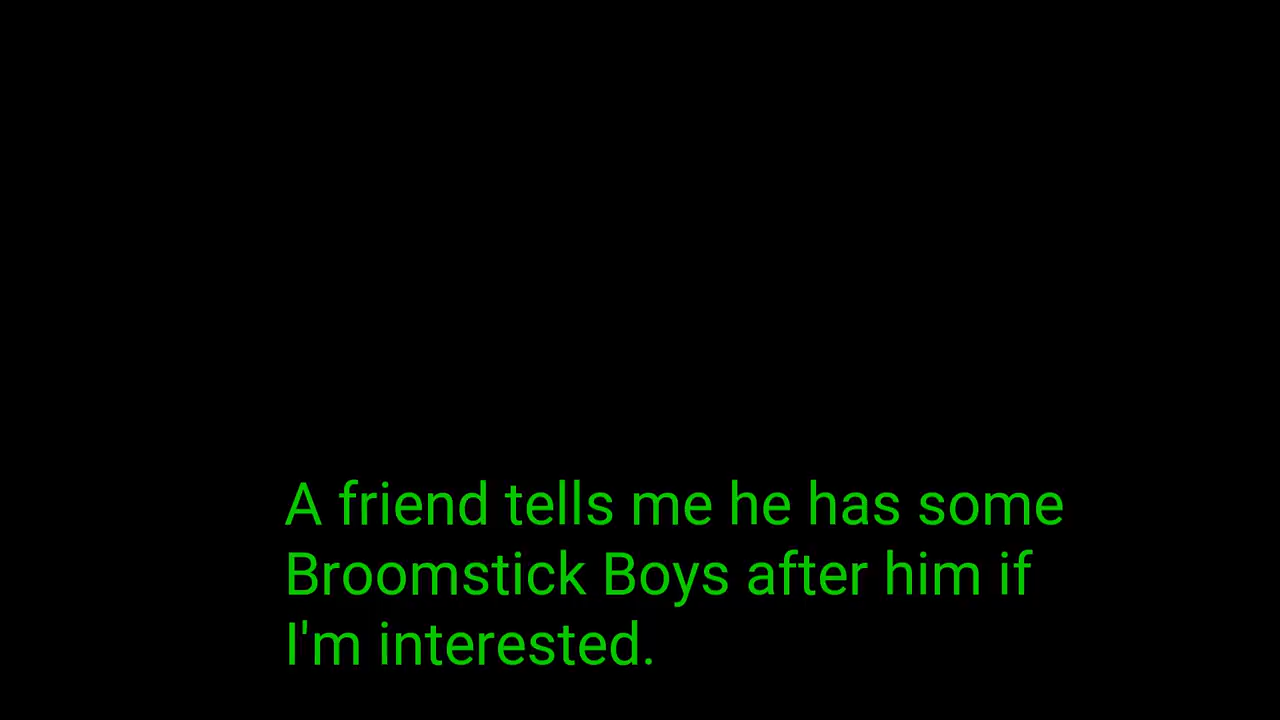 A friend tells me he has some
Broomstick Boys after him if
I'm interested.